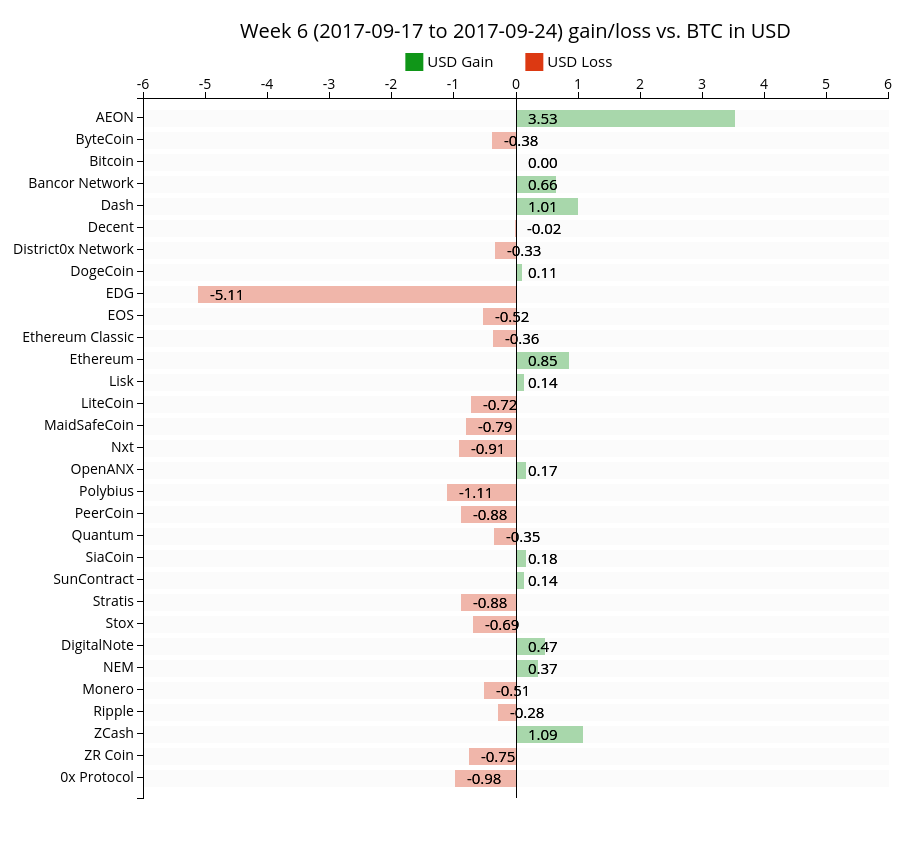 Week 6 (2017-09-17 to 2017-09-24) gain/loss vs. BTC in USD
USD Gain USD Loss
-6 -5 -4 -3 -2 -1 0 1 2 3 4 5 6
AEON 3.53
ByteCoin -0.38
Bitcoin 0.00
Bancor Network 0.66
Dash 1.01
Decent -0.02
District0x Network -0.33
DogeCoin 0.11
EDG -5.11
EOS -0.52
Ethereum Classic -0.36
Ethereum 0.85
Lisk 0.14
LiteCoin -0.72
MaidSafeCoin -0.79
Nxt -0.91
OpenANX 0.17
Polybius -1.11
PeerCoin -0.88
Quantum -0.35
SiaCoin 0.18
SunContract 0.14
Stratis -0.88
Stox -0.69
DigitalNote 0.47
NEM 0.37
Monero -0.51
Ripple -0.28
ZCash 1.09
ZR Coin -0.75
0x Protocol -0.98